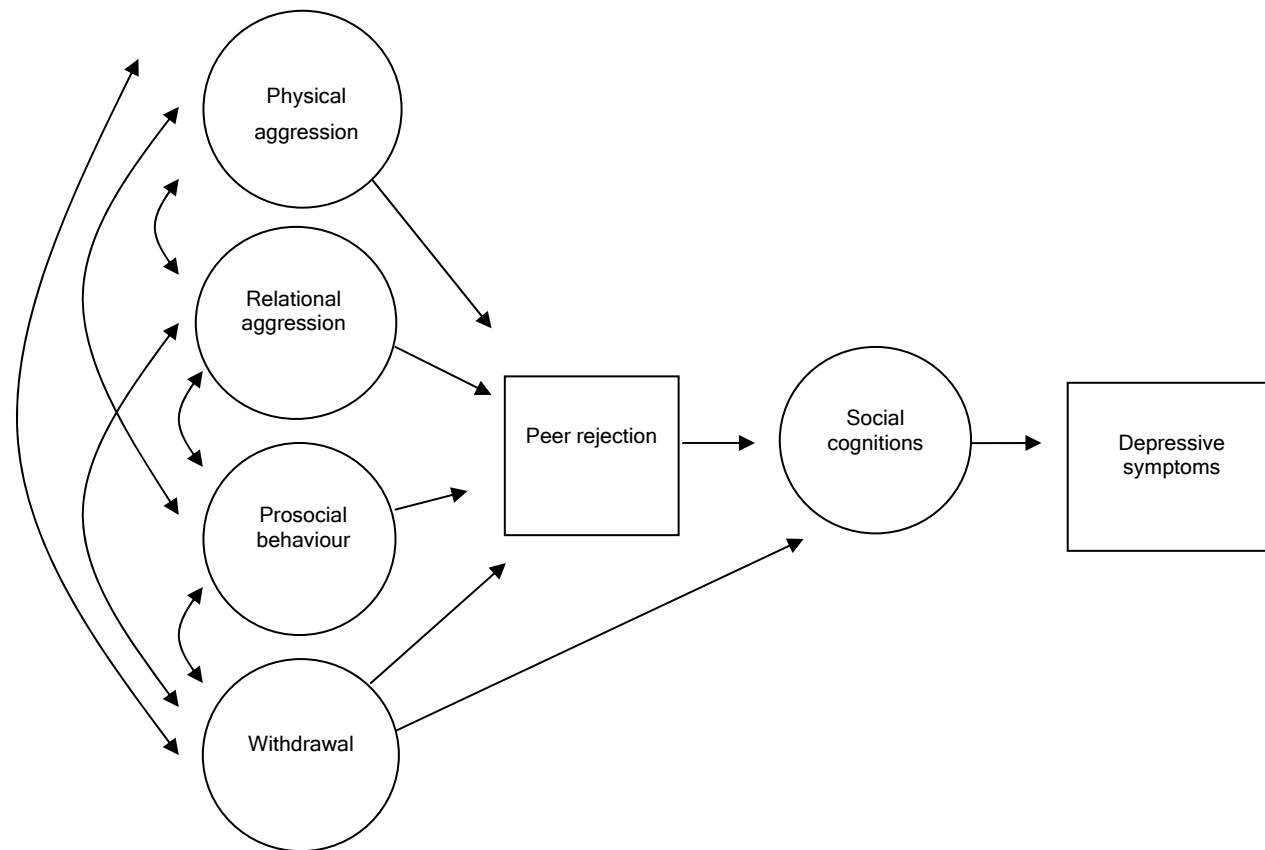 Physical
aggression
Relational
aggression
Peer rejection
Social
cognitions
Depressive
symptoms
Prosocial
behaviour
Withdrawal